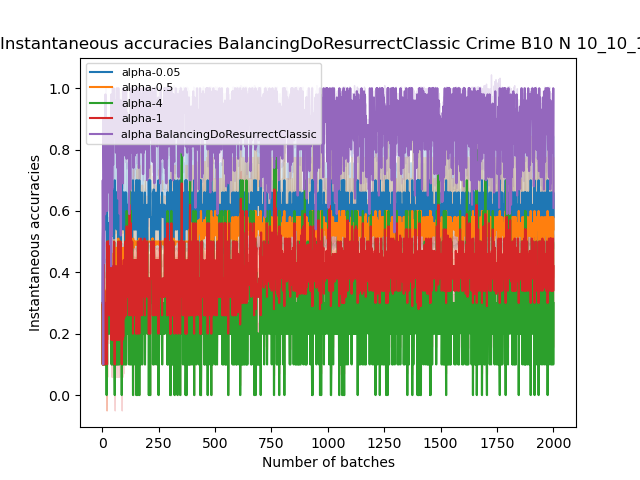 Instantaneous accuracies BalancingDoResurrectClassic Crime B10 N 10_10_1
alpha-0.05
alpha-0.5
alpha-4
alpha-1
alpha BalancingDoResurrectClassic
Instantaneous accuracies
1.0
0.8
0.6
0.4
0.2
0.0
0 250 500 750 1000 1250 1500 1750 2000
Number of batches